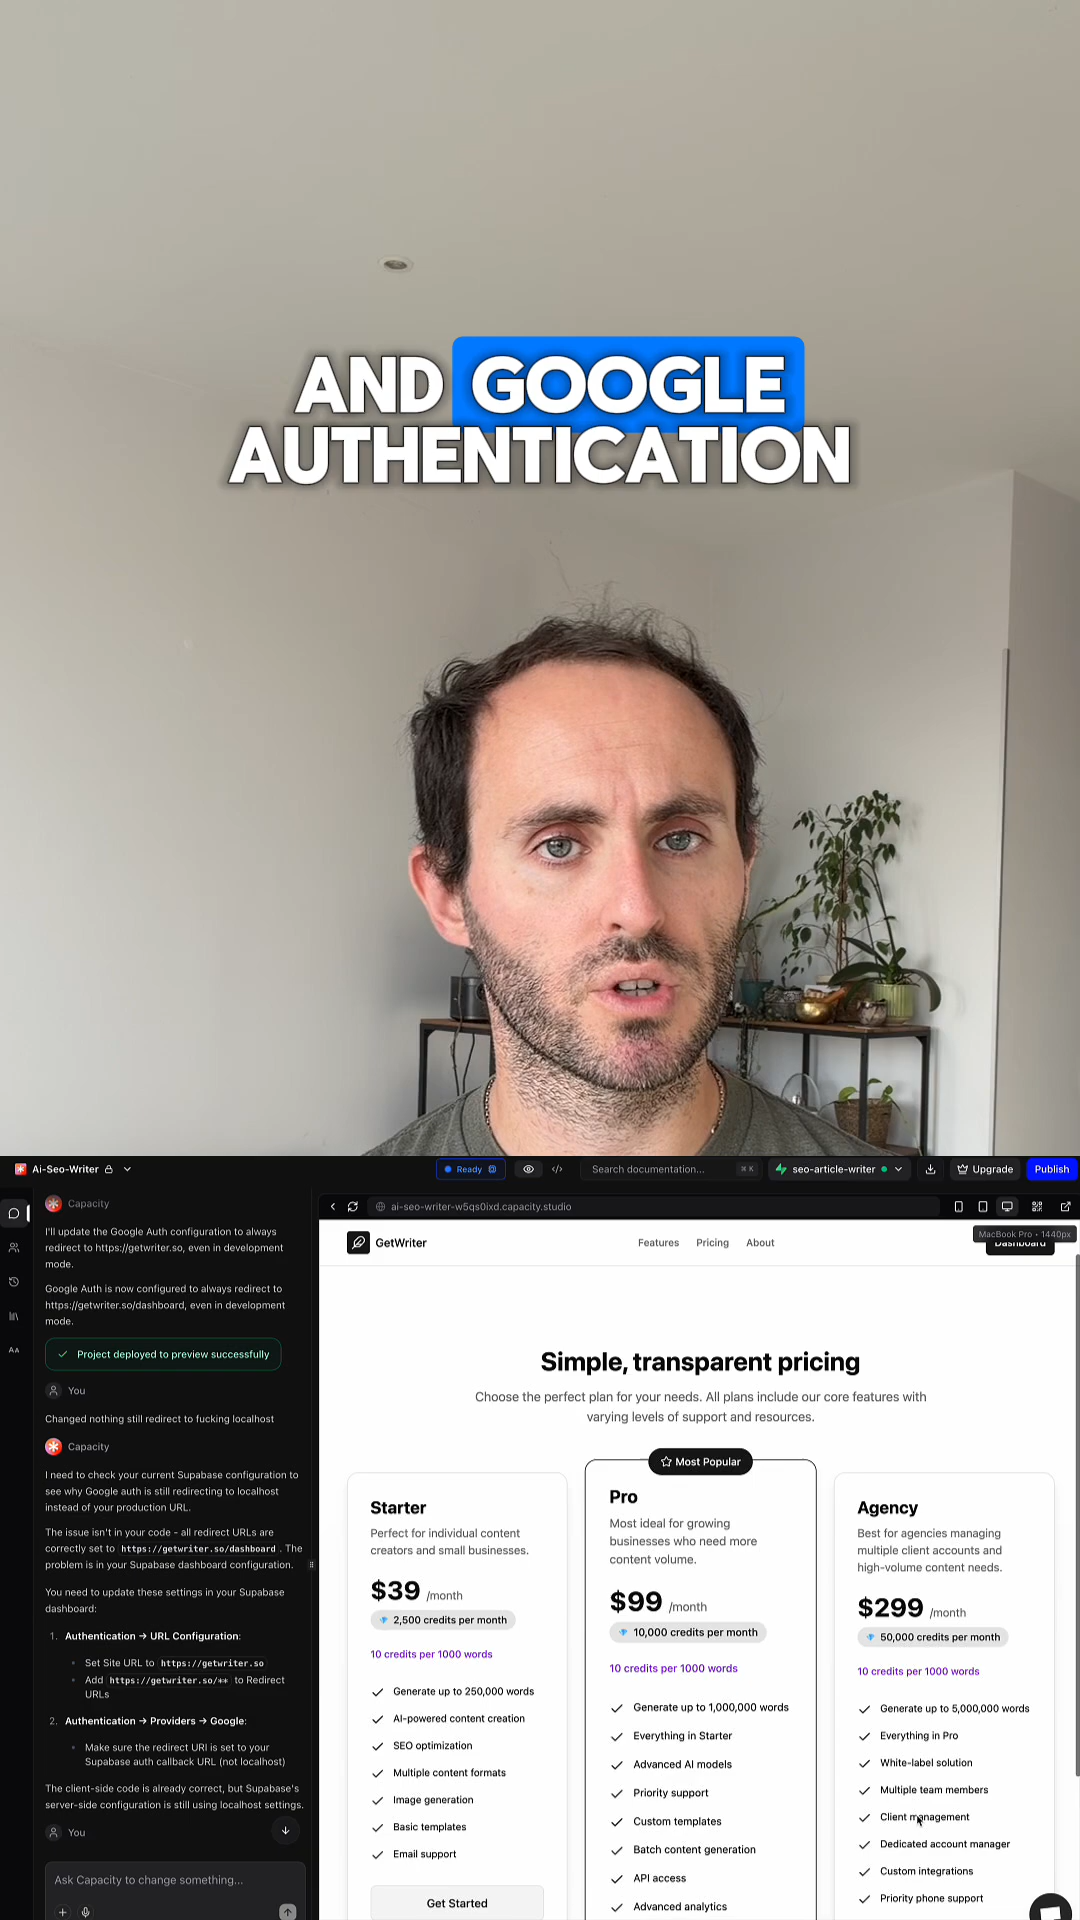 AND GOOGLE
AUTHENTICATION
Ai-Seo-Writer
Ready
Search documentation...
⌘ K
seo-article-writer
Upgrade
Publish
Capacity
I'll update the Google Auth configuration to always
redirect to https://getwriter.so, even in development
mode.
Google Auth is now configured to always redirect to
https://getwriter.so/dashboard, even in development
mode.
Project deployed to preview successfully
You
Changed nothing still redirect to fucking localhost
Capacity
I need to check your current Supabase configuration to
see why Google auth is still redirecting to localhost
instead of your production URL.
The issue isn't in your code - all redirect URLs are
correctly set to https://getwriter.so/dashboard . The
problem is in your Supabase dashboard configuration.
You need to update these settings in your Supabase
dashboard:
1. Authentication → URL Configuration:
• Set Site URL to https://getwriter.so
• Add https://getwriter.so/** to Redirect
URLs
2. Authentication → Providers → Google:
• Make sure the redirect URI is set to your
Supabase auth callback URL (not localhost)
The client-side code is already correct, but Supabase's
server-side configuration is still using localhost settings.
You
Ask Capacity to change something...
ai-seo-writer-w5qs0ixd.capacity.studio
MacBook Pro • 1440px
GetWriter
Features
Pricing
About
Dashboard
Simple, transparent pricing
Choose the perfect plan for your needs. All plans include our core features with
varying levels of support and resources.
Starter
Perfect for individual content
creators and small businesses.
$39 /month
2,500 credits per month
10 credits per 1000 words
Generate up to 250,000 words
AI-powered content creation
SEO optimization
Multiple content formats
Image generation
Basic templates
Email support
Get Started
Most Popular
Pro
Most ideal for growing
businesses who need more
content volume.
$99 /month
10,000 credits per month
10 credits per 1000 words
Generate up to 1,000,000 words
Everything in Starter
Advanced AI models
Priority support
Custom templates
Batch content generation
API access
Advanced analytics
Agency
Best for agencies managing
multiple client accounts and
high-volume content needs.
$299 /month
50,000 credits per month
10 credits per 1000 words
Generate up to 5,000,000 words
Everything in Pro
White-label solution
Multiple team members
Client management
Dedicated account manager
Custom integrations
Priority phone support